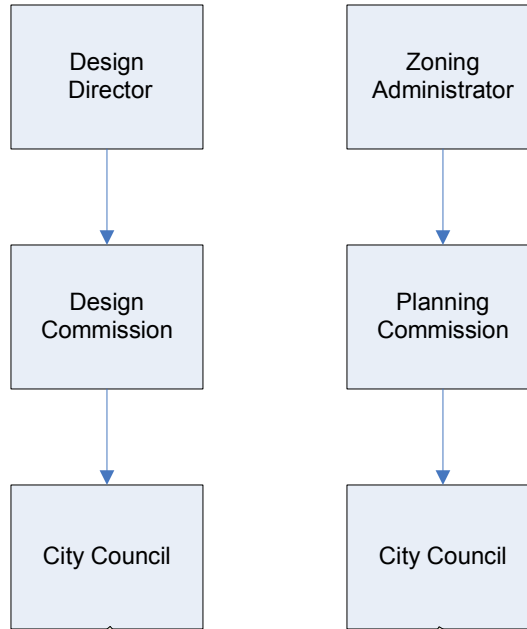 Design
Director
Zoning
Administrator
Design
Commission
Planning
Commission
City Council
City Council